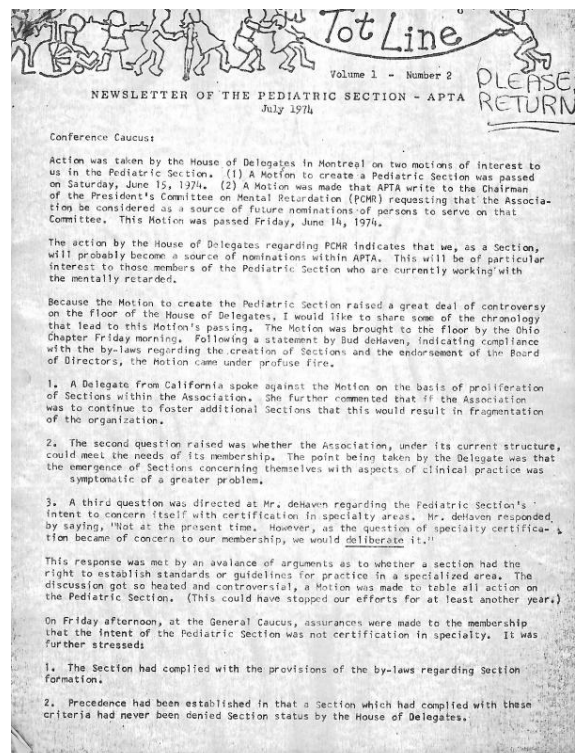 Tot Line
Volume 1 - Number 2
PLEASE
RETURN
NEWSLETTER OF THE PEDIATRIC SECTION - APTA
July 1974
Conference Caucus:
Action was taken by the House of Delegates in Montreal on two motions of interest to
us in the Pediatric Section. (1) A Motion to create a Pediatric Section was passed
on Saturday, June 15, 1974. (2) A Motion was made that APTA write to the Chairman
of the President's Committee on Mental Retardation (PCMR) requesting that the Associa-
tion be considered as a source of future nominations of persons to serve on that
Committee. This Motion was passed Friday, June 14, 1974.
The action by the House of Delegates regarding PCMR indicates that we, as a Section,
will probably become a source of nominations within APTA. This will be of particular
interest to those members of the Pediatric Section who are currently working with
the mentally retarded.
Because the Motion to create the Pediatric Section raised a great deal of controversy
on the floor of the House of Delegates, I would like to share some of the chronology
that lead to this Motion's passing. The Motion was brought to the floor by the Ohio
Chapter Friday morning. Following a statement by Bud deHaven, indicating compliance
with the by-laws regarding the creation of Sections and the endorsement of the Board
of Directors, the Motion came under profuse fire.
1. A Delegate from California spoke against the Motion on the basis of proliferation
of Sections within the Association. She further commented that if the Association
was to continue to foster additional Sections that this would result in fragmentation
of the organization.
2. The second question raised was whether the Association, under its current structure,
could meet the needs of its membership. The point being taken by the Delegate was that
the emergence of Sections concerning themselves with aspects of clinical practice was
symptomatic of a greater problem.
3. A third question was directed at Mr. deHaven regarding the Pediatric Section's
intent to concern itself with certification in specialty areas. Mr. deHaven responded
by saying, "Not at the present time. However, as the question of specialty certifica-
tion became of concern to our membership, we would deliberate it."
This response was met by an avalance of arguments as to whether a section had the
right to establish standards or guidelines for practice in a specialized area. The
discussion got so heated and controversial, a Motion was made to table all action on
the Pediatric Section. (This could have stopped our efforts for at least another year.)
On Friday afternoon, at the General Caucus, assurances were made to the membership
that the intent of the Pediatric Section was not certification in specialty. It was
further stressed:
1. The Section had complied with the provisions of the by-laws regarding Section
formation.
2. Precedence had been established in that a Section which had complied with these
criteria had never been denied Section status by the House of Delegates.